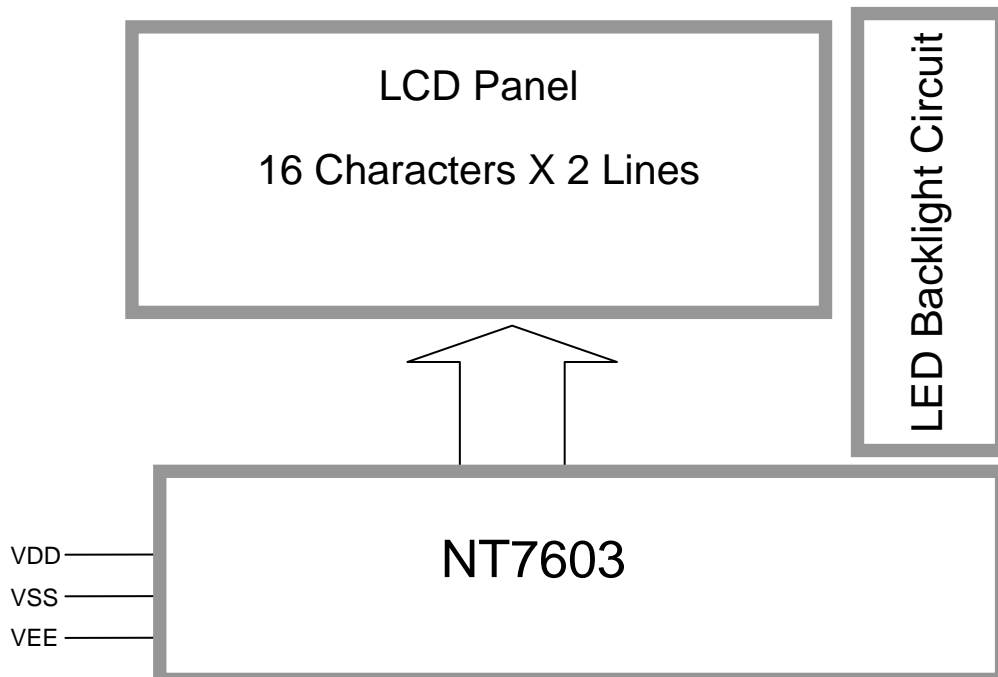 LCD Panel
16 Characters X 2 Lines
LED Backlight Circuit
NT7603
VDD
VSS
VEE